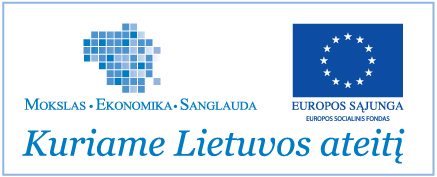 MOKSLAS • EKONOMIKA • SANGLAUDA
EUROPOS SĄJUNGA
EUROPOS SOCIALINIS FONDAS
Kuriame Lietuvos ateitį